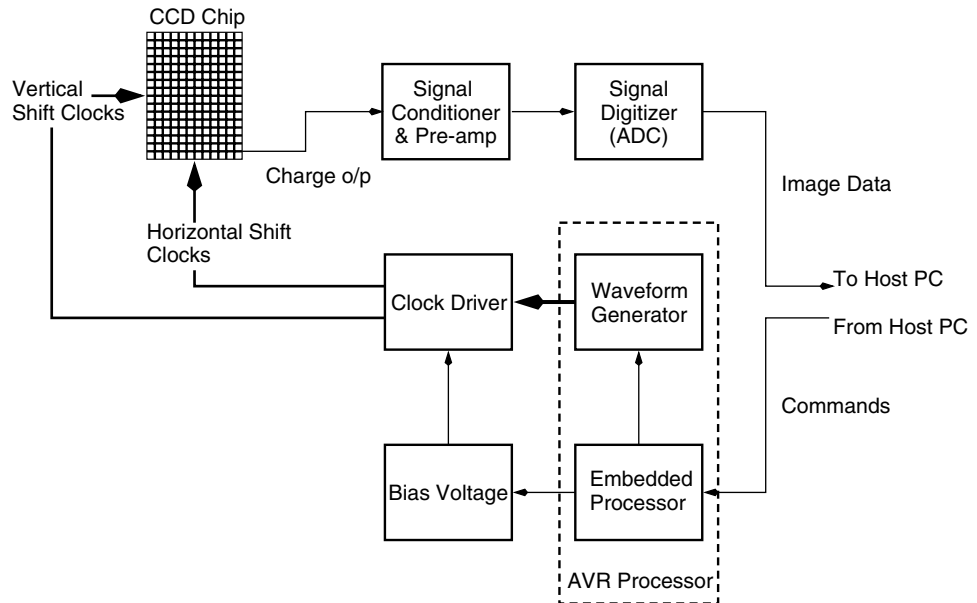 CCD Chip
Vertical
Shift Clocks
Signal
Conditioner
& Pre-amp
Signal
Digitizer
(ADC)
Charge o/p
Image Data
Horizontal Shift
Clocks
Clock Driver
Waveform
Generator
To Host PC
From Host PC
Commands
Bias Voltage
Embedded
Processor
AVR Processor